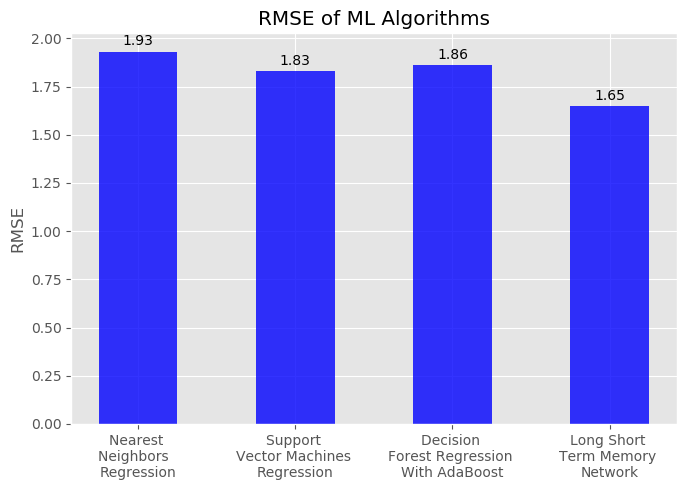 RMSE of ML Algorithms
2.00
1.75
1.50
1.25
1.00
0.75
0.50
0.25
0.00
RMSE
1.93
1.83
1.86
1.65
Nearest
Neighbors
Regression
Support
Vector Machines
Regression
Decision
Forest Regression
With AdaBoost
Long Short
Term Memory
Network